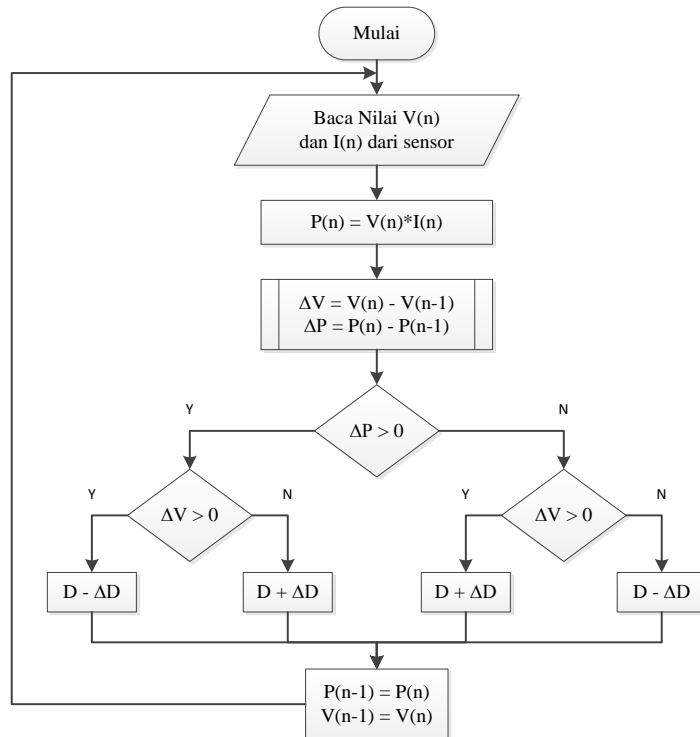 Mulai
Baca Nilai V(n)
dan I(n) dari sensor
P(n) = V(n)*I(n)
ΔV = V(n) - V(n-1)
ΔP = P(n) - P(n-1)
Y
N
ΔP > 0
Y
N
Y
N
ΔV > 0
ΔV > 0
D - ΔD
D + ΔD
D + ΔD
D - ΔD
P(n-1) = P(n)
V(n-1) = V(n)